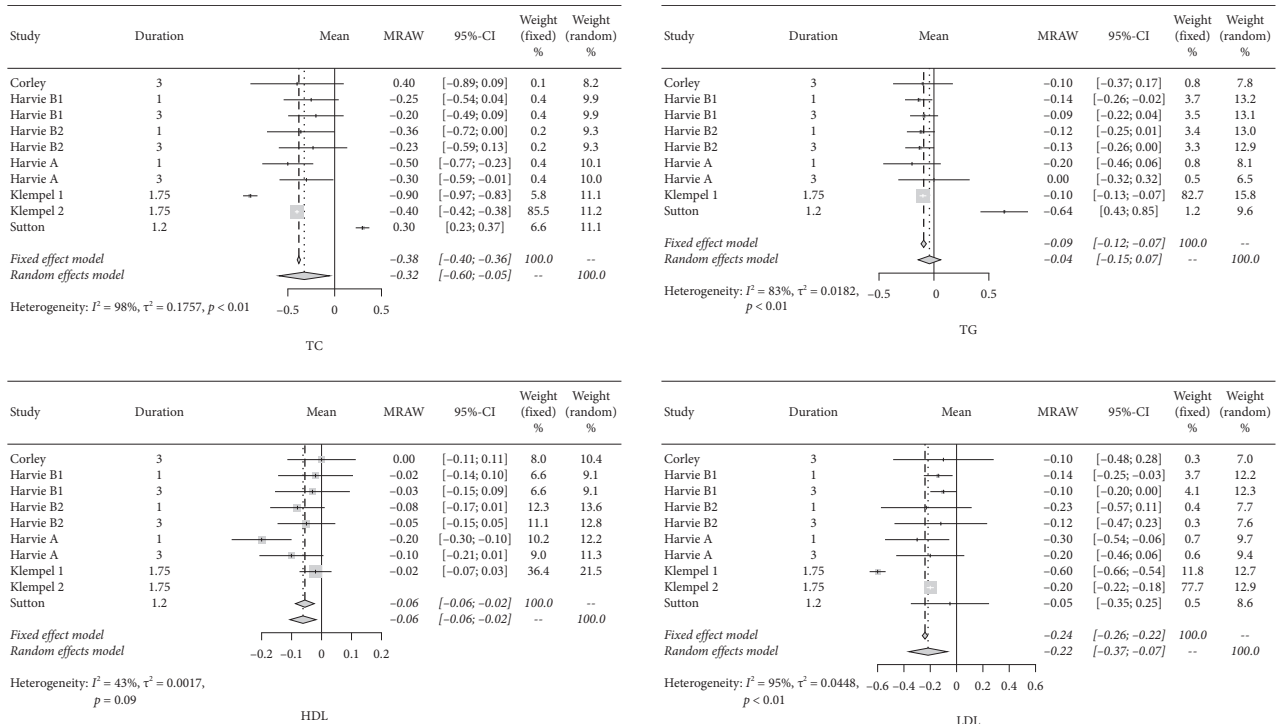 Study Duration Mean MRAW 95%-CI Weight (fixed) % Weight (random) %
Corley 3 0.40 [–0.89; 0.09] 0.1 8.2
Harvie B1 1 –0.25 [–0.54; 0.04] 0.4 9.9
Harvie B1 3 –0.20 [–0.49; 0.09] 0.4 9.9
Harvie B2 1 –0.36 [–0.72; 0.00] 0.2 9.3
Harvie B2 3 –0.23 [–0.59; 0.13] 0.2 9.3
Harvie A 1 –0.50 [–0.77; –0.23] 0.4 10.1
Harvie A 3 –0.30 [–0.59; –0.01] 0.4 10.0
Klempel 1 1.75 –0.90 [–0.97; –0.83] 5.8 11.1
Klempel 2 1.75 –0.40 [–0.42; –0.38] 85.5 11.2
Sutton 1.2 0.30 [0.23; 0.37] 6.6 11.1
Fixed effect model –0.38 [–0.40; –0.36] 100.0 --
Random effects model –0.32 [–0.60; –0.05] -- 100.0
Heterogeneity: I² = 98%, τ² = 0.1757, p < 0.01
–0.5 0 0.5
TC
Study Duration Mean MRAW 95%-CI Weight (fixed) % Weight (random) %
Corley 3 –0.10 [–0.37; 0.17] 0.8 7.8
Harvie B1 1 –0.14 [–0.26; –0.02] 3.7 13.2
Harvie B1 3 –0.09 [–0.22; 0.04] 3.5 13.1
Harvie B2 1 –0.12 [–0.25; 0.01] 3.4 13.0
Harvie B2 3 –0.13 [–0.26; 0.00] 3.3 12.9
Harvie A 1 –0.20 [–0.46; 0.06] 0.8 8.1
Harvie A 3 0.00 [–0.32; 0.32] 0.5 6.5
Klempel 1 1.75 –0.10 [–0.13; –0.07] 82.7 15.8
Sutton 1.2 –0.64 [0.43; 0.85] 1.2 9.6
Fixed effect model –0.09 [–0.12; –0.07] 100.0 --
Random effects model –0.04 [–0.15; 0.07] -- 100.0
Heterogeneity: I² = 83%, τ² = 0.0182,
p < 0.01
–0.5 0 0.5
TG
Study Duration Mean MRAW 95%-CI Weight (fixed) % Weight (random) %
Corley 3 0.00 [–0.11; 0.11] 8.0 10.4
Harvie B1 1 –0.02 [–0.14; 0.10] 6.6 9.1
Harvie B1 3 –0.03 [–0.15; 0.09] 6.6 9.1
Harvie B2 1 –0.08 [–0.17; 0.01] 12.3 13.6
Harvie B2 3 –0.05 [–0.15; 0.05] 11.1 12.8
Harvie A 1 –0.20 [–0.30; –0.10] 10.2 12.2
Harvie A 3 –0.10 [–0.21; 0.01] 9.0 11.3
Klempel 1 1.75 –0.02 [–0.07; 0.03] 36.4 21.5
Klempel 2 1.75
Sutton 1.2 –0.06 [–0.06; –0.02] 100.0 --
–0.06 [–0.06; –0.02] -- 100.0
Fixed effect model
Random effects model
–0.2 –0.1 0 0.1 0.2
Heterogeneity: I² = 43%, τ² = 0.0017,
p = 0.09
HDL
Study Duration Mean MRAW 95%-CI Weight (fixed) % Weight (random) %
Corley 3 –0.10 [–0.48; 0.28] 0.3 7.0
Harvie B1 1 –0.14 [–0.25; –0.03] 3.7 12.2
Harvie B1 3 –0.10 [–0.20; 0.00] 4.1 12.3
Harvie B2 1 –0.23 [–0.57; 0.11] 0.4 7.7
Harvie B2 3 –0.12 [–0.47; 0.23] 0.3 7.6
Harvie A 1 –0.30 [–0.54; –0.06] 0.7 9.7
Harvie A 3 –0.20 [–0.46; 0.06] 0.6 9.4
Klempel 1 1.75 –0.60 [–0.66; –0.54] 11.8 12.7
Klempel 2 1.75 –0.20 [–0.22; –0.18] 77.7 12.9
Sutton 1.2 –0.05 [–0.35; 0.25] 0.5 8.6
Fixed effect model –0.24 [–0.26; –0.22] 100.0 --
Random effects model –0.22 [–0.37; –0.07] -- 100.0
Heterogeneity: I² = 95%, τ² = 0.0448,
p < 0.01
–0.6 –0.4 –0.2 0 0.2 0.4 0.6
LDL